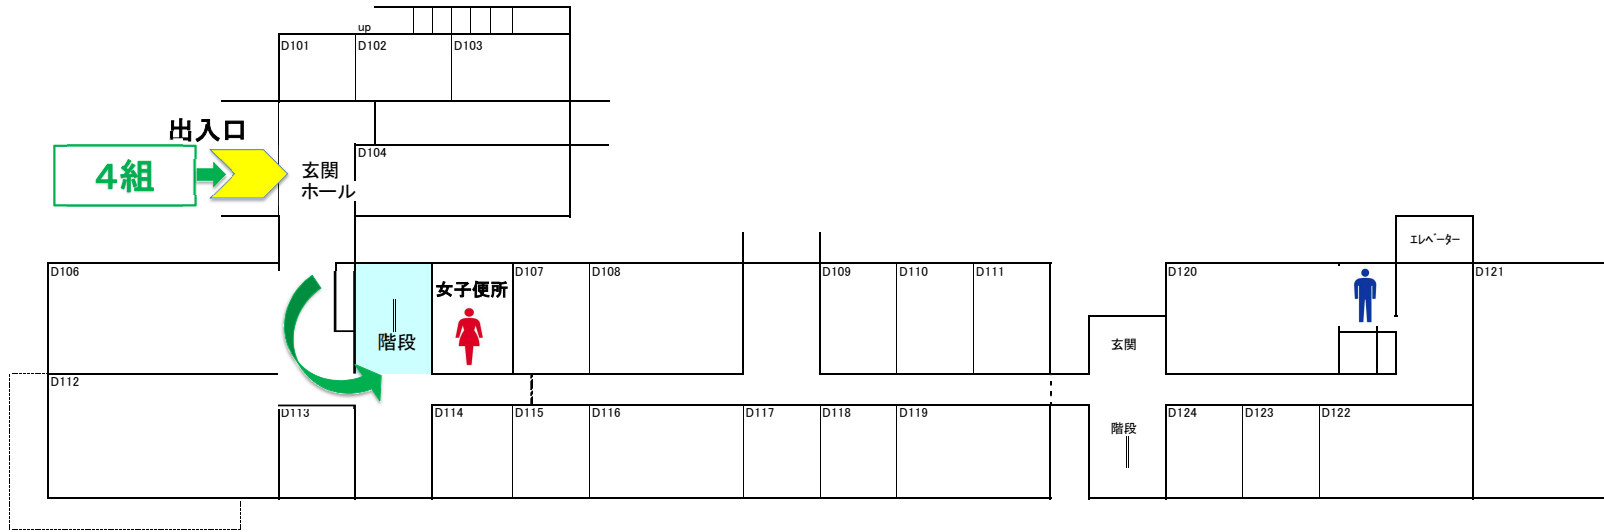 up
D101
D102
D103
出入口
4組
D104
玄関
ホール
エレベーター
D106
D107
D108
D109
D110
D111
D120
D121
女子便所
階段
玄関
D112
D113
D114
D115
D116
D117
D118
D119
D124
D123
D122
階段